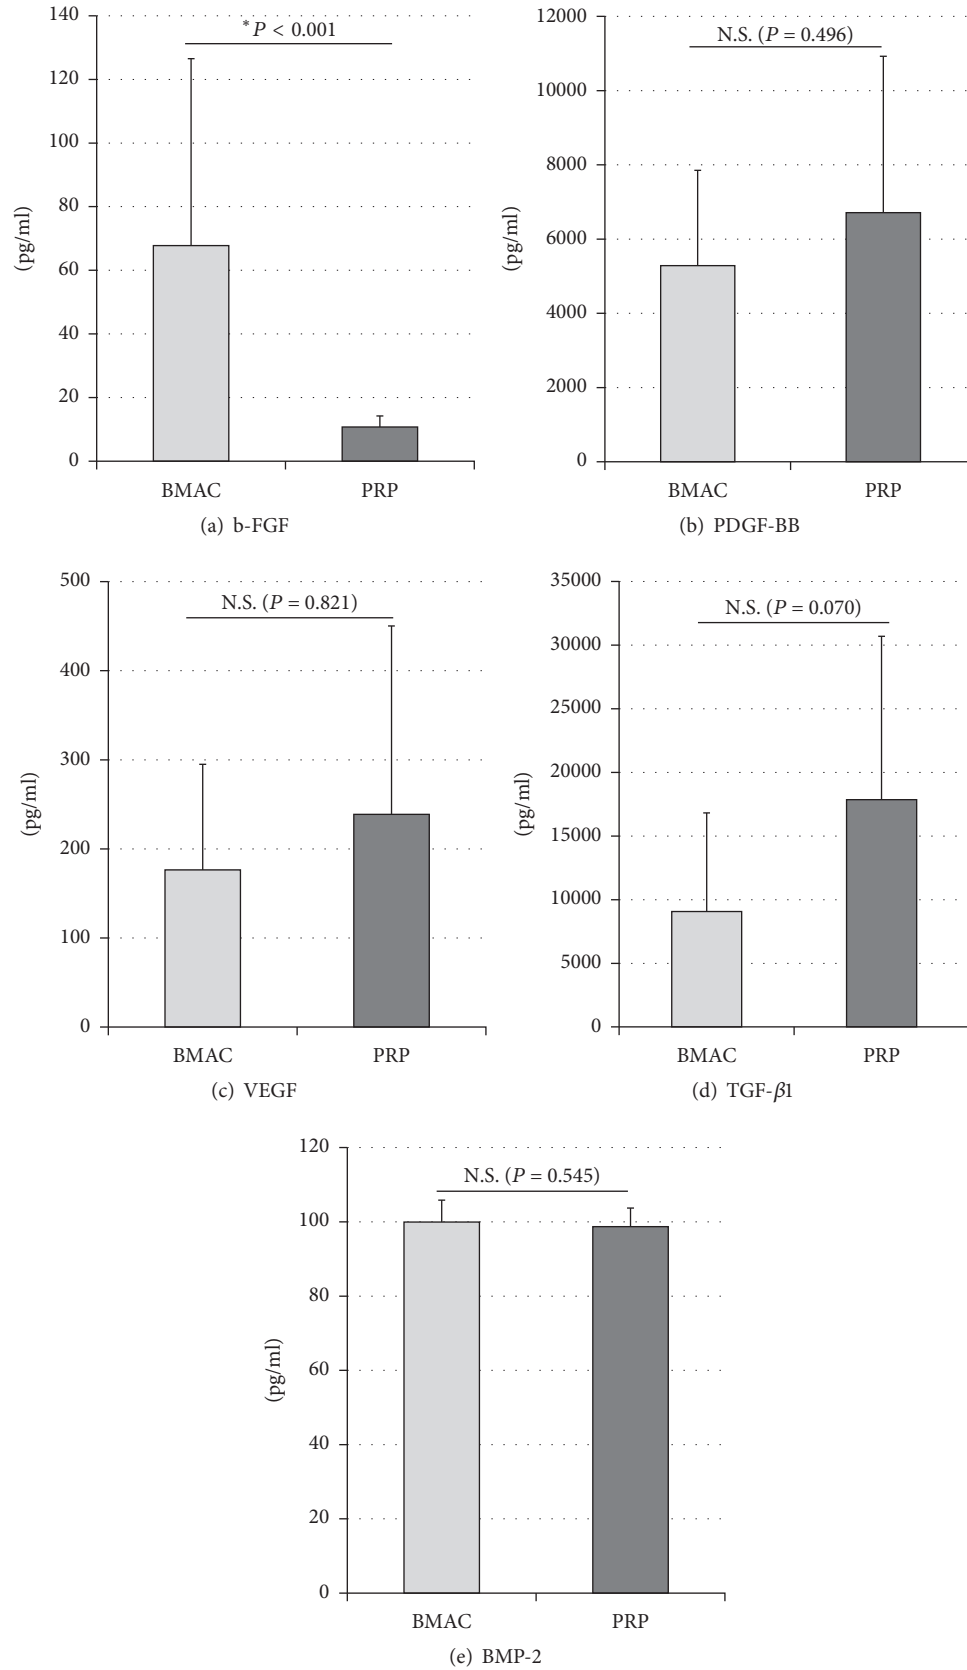 140
120
100
80
60
40
20
0
(pg/ml)
*P < 0.001
BMAC PRP
(a) b-FGF
12000
10000
8000
6000
4000
2000
0
(pg/ml)
N.S. (P = 0.496)
BMAC PRP
(b) PDGF-BB
500
400
300
200
100
0
(pg/ml)
N.S. (P = 0.821)
BMAC PRP
(c) VEGF
35000
30000
25000
20000
15000
10000
5000
0
(pg/ml)
N.S. (P = 0.070)
BMAC PRP
(d) TGF-β1
120
100
80
60
40
20
0
(pg/ml)
N.S. (P = 0.545)
BMAC PRP
(e) BMP-2